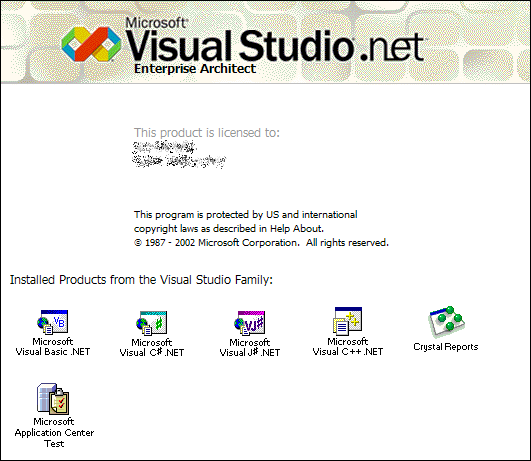 Microsoft®
Visual Studio.net
Enterprise Architect
This product is licensed to:
This program is protected by US and international
copyright laws as described in Help About.
© 1987 - 2002 Microsoft Corporation.  All rights reserved.
Installed Products from the Visual Studio Family:
VB
Microsoft
Visual Basic .NET
Microsoft
Visual C# .NET
VJ#
Microsoft
Visual J# .NET
Microsoft
Visual C++ .NET
Crystal Reports
Microsoft
Application Center
Test